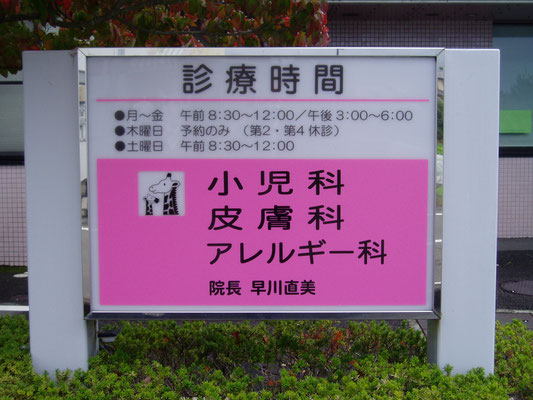 診療時間
●月～金 午前 8:30～12:00／午後 3:00～6:00
●木曜日 予約のみ （第2・第4 休診）
●土曜日 午前 8:30～12:00
小児科
皮膚科
アレルギー科
院長 早川直美